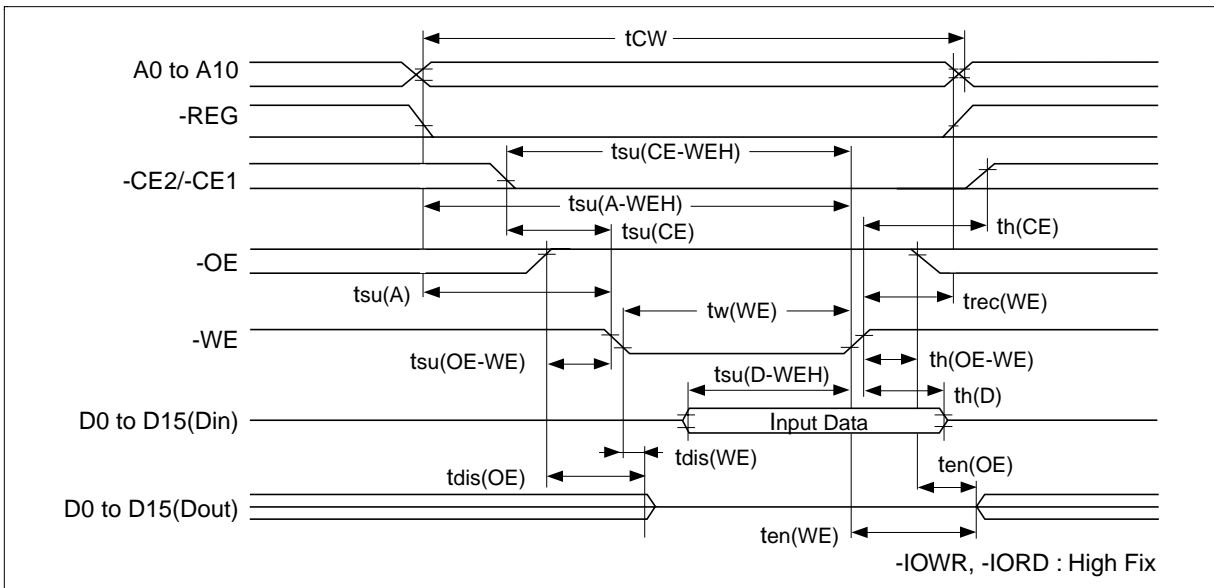 tCW
A0 to A10
-REG
tsu(CE-WEH)
-CE2/-CE1
tsu(A-WEH)
tsu(CE)
th(CE)
-OE
tsu(A)
trec(WE)
tw(WE)
-WE
tsu(OE-WE)
th(OE-WE)
tsu(D-WEH)
th(D)
D0 to D15(Din)
Input Data
tdis(WE)
ten(OE)
tdis(OE)
D0 to D15(Dout)
ten(WE)
-IOWR, -IORD : High Fix